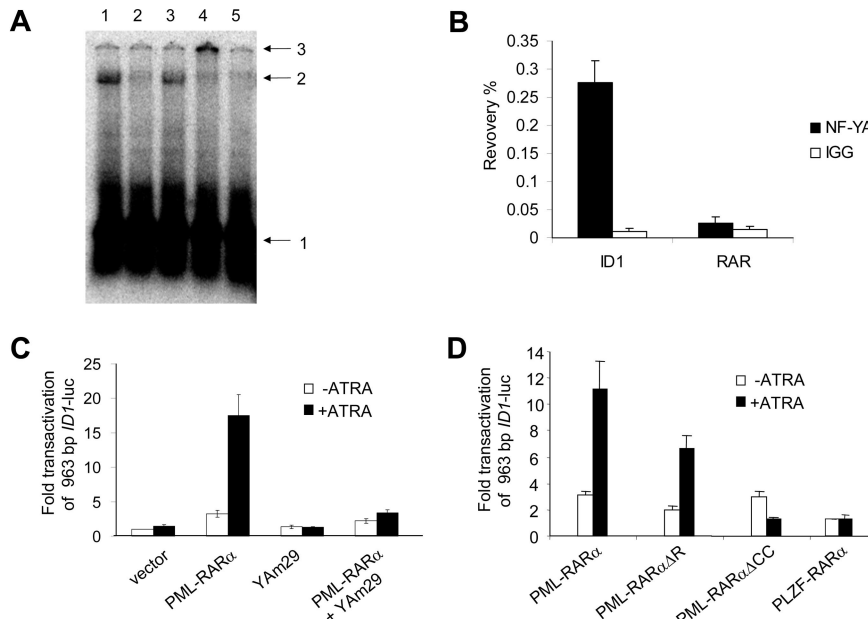 A
1 2 3 4 5
3
2
1
B
Revovery %
0.35
0.3
0.25
0.2
0.15
0.1
0.05
0
ID1 RAR
NF-YA
IGG
C
Fold transactivation
of 963 bp ID1-luc
25
20
15
10
5
0
-ATRA
+ATRA
vector
PML-RARα
YAm29
PML-RARα
+ YAm29
D
Fold transactivation
of 963 bp ID1-luc
14
12
10
8
6
4
2
0
-ATRA
+ATRA
PML-RARα
PML-RARαΔR
PML-RARαΔCC
PLZF-RARα